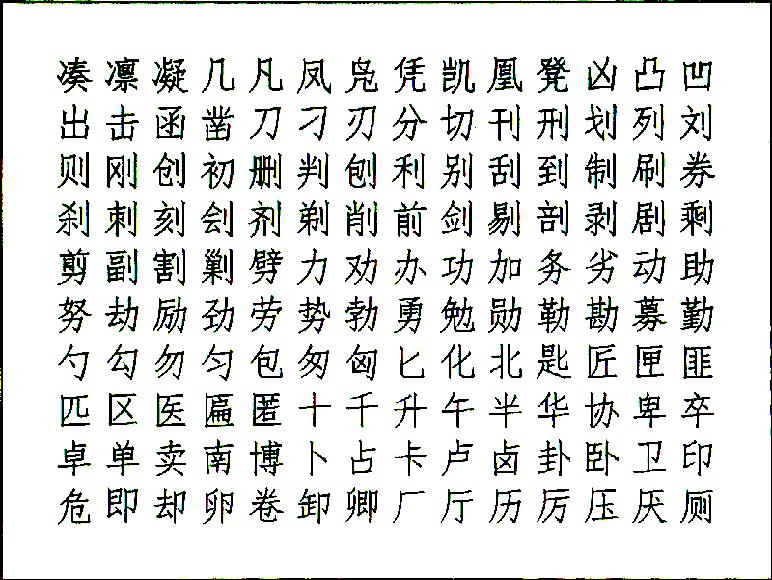 凑凛凝几凡凤凫凭凯凰凳凶凸凹
出击函凿刀刁刃分切刊刑划列刘
则刚创初删判刨利别刮到制刷券
刹刺刻刽剂剃削前剑剔剖剥剧剩
剪副割剿劈力劝办功加务劣动助
努劫励劲劳势勃勇勉勋勒勘募勤
勺勾勿匀包匆匈匕化北匙匠匣匪
匹区医匾匿十千升午半华协卑卒
卓单卖南博卜占卡卢卤卦卧卫印
危即却卵卷卸卿厂厅历厉压厌厕